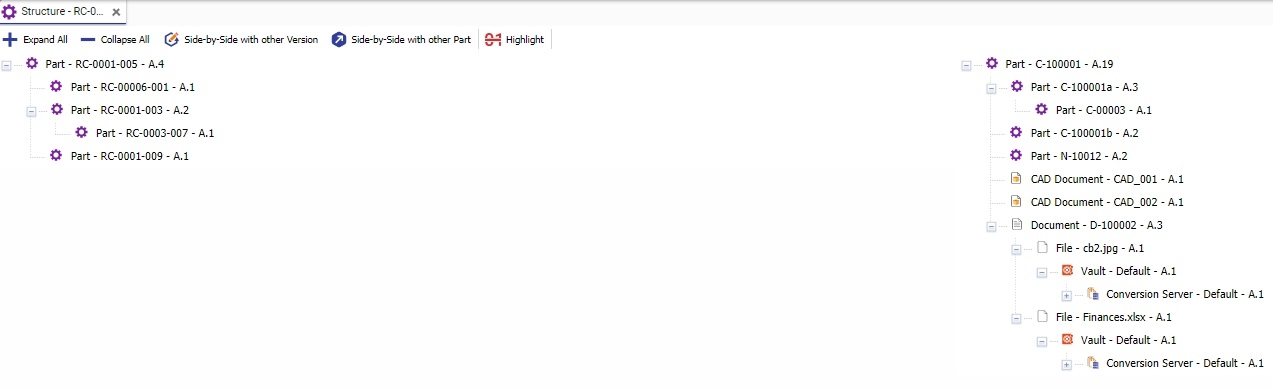 Structure - RC-0...
Expand All Collapse All Side-by-Side with other Version Side-by-Side with other Part Highlight
Part - RC-0001-005 - A.4
Part - RC-00006-001 - A.1
Part - RC-0001-003 - A.2
Part - RC-0003-007 - A.1
Part - RC-0001-009 - A.1
Part - C-100001 - A.19
Part - C-100001a - A.3
Part - C-00003 - A.1
Part - C-100001b - A.2
Part - N-10012 - A.2
CAD Document - CAD_001 - A.1
CAD Document - CAD_002 - A.1
Document - D-100002 - A.3
File - cb2.jpg - A.1
Vault - Default - A.1
Conversion Server - Default - A.1
File - Finances.xlsx - A.1
Vault - Default - A.1
Conversion Server - Default - A.1